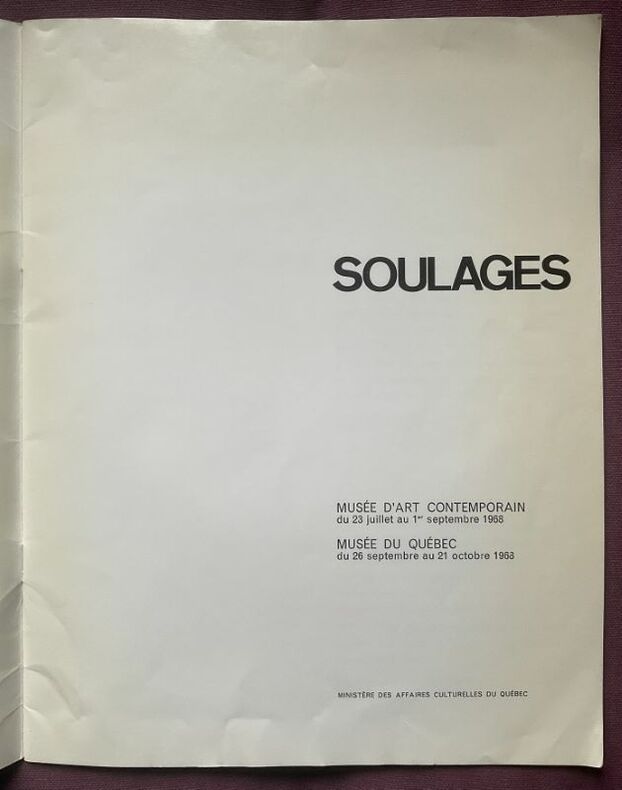 SOULAGES
MUSÉE D'ART CONTEMPORAIN
du 23 juillet au 1er septembre 1968
MUSÉE DU QUÉBEC
du 26 septembre au 21 octobre 1968
MINISTÈRE DES AFFAIRES CULTURELLES DU QUÉBEC